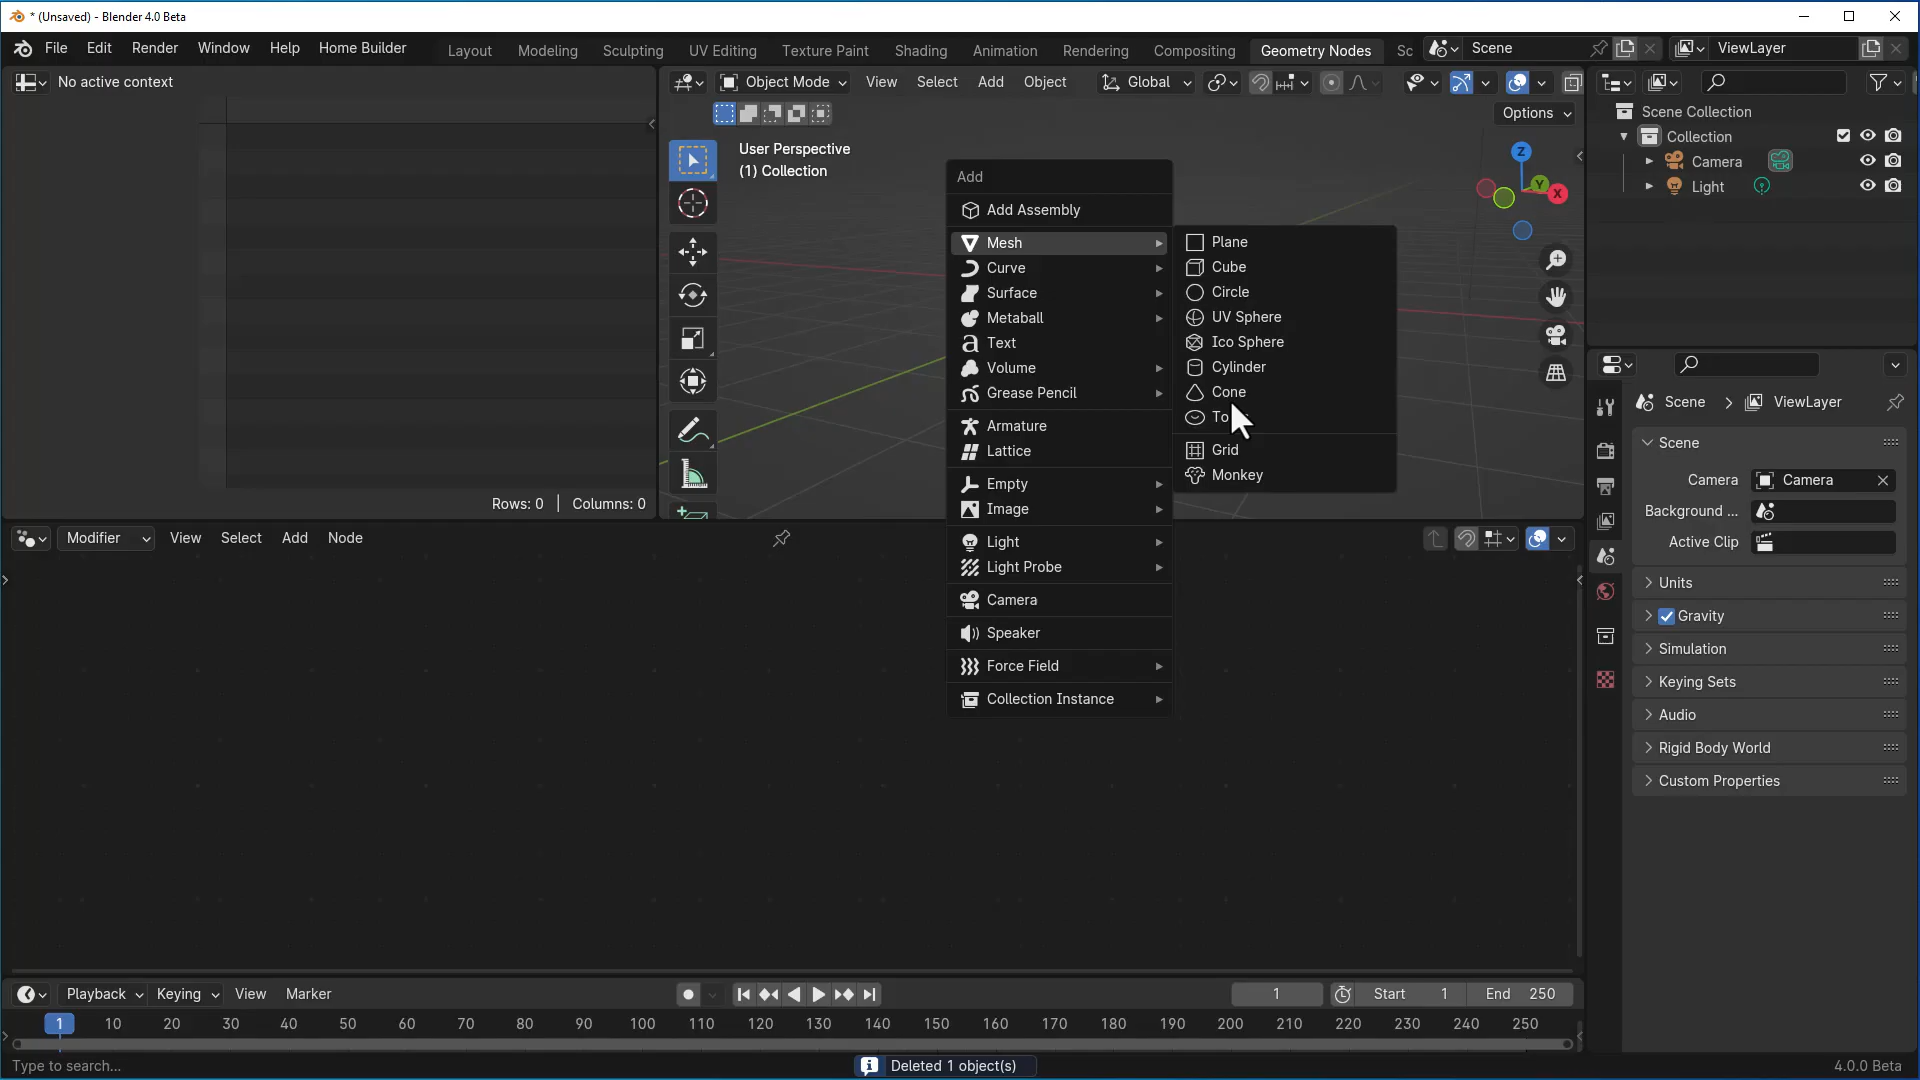 * (Unsaved) - Blender 4.0 Beta
File Edit Render Window Help Home Builder
Layout Modeling Sculpting UV Editing Texture Paint Shading Animation Rendering Compositing Geometry Nodes Sc
Scene
ViewLayer
No active context
Rows: 0 | Columns: 0
Object Mode View Select Add Object Global
Options
User Perspective
(1) Collection
Z
Y
X
Add
Add Assembly
Mesh
Curve
Surface
Metaball
Text
Volume
Grease Pencil
Armature
Lattice
Empty
Image
Light
Light Probe
Camera
Speaker
Force Field
Collection Instance
Plane
Cube
Circle
UV Sphere
Ico Sphere
Cylinder
Cone
To
Grid
Monkey
Scene Collection
Collection
Camera
Light
Scene > ViewLayer
Scene
Camera Camera
Background ...
Active Clip
Units
Gravity
Simulation
Keying Sets
Audio
Rigid Body World
Custom Properties
Modifier View Select Add Node
Playback Keying View Marker
1 Start 1 End 250
1 10 20 30 40 50 60 70 80 90 100 110 120 130 140 150 160 170 180 190 200 210 220 230 240 250
Type to search...
Deleted 1 object(s)
4.0.0 Beta